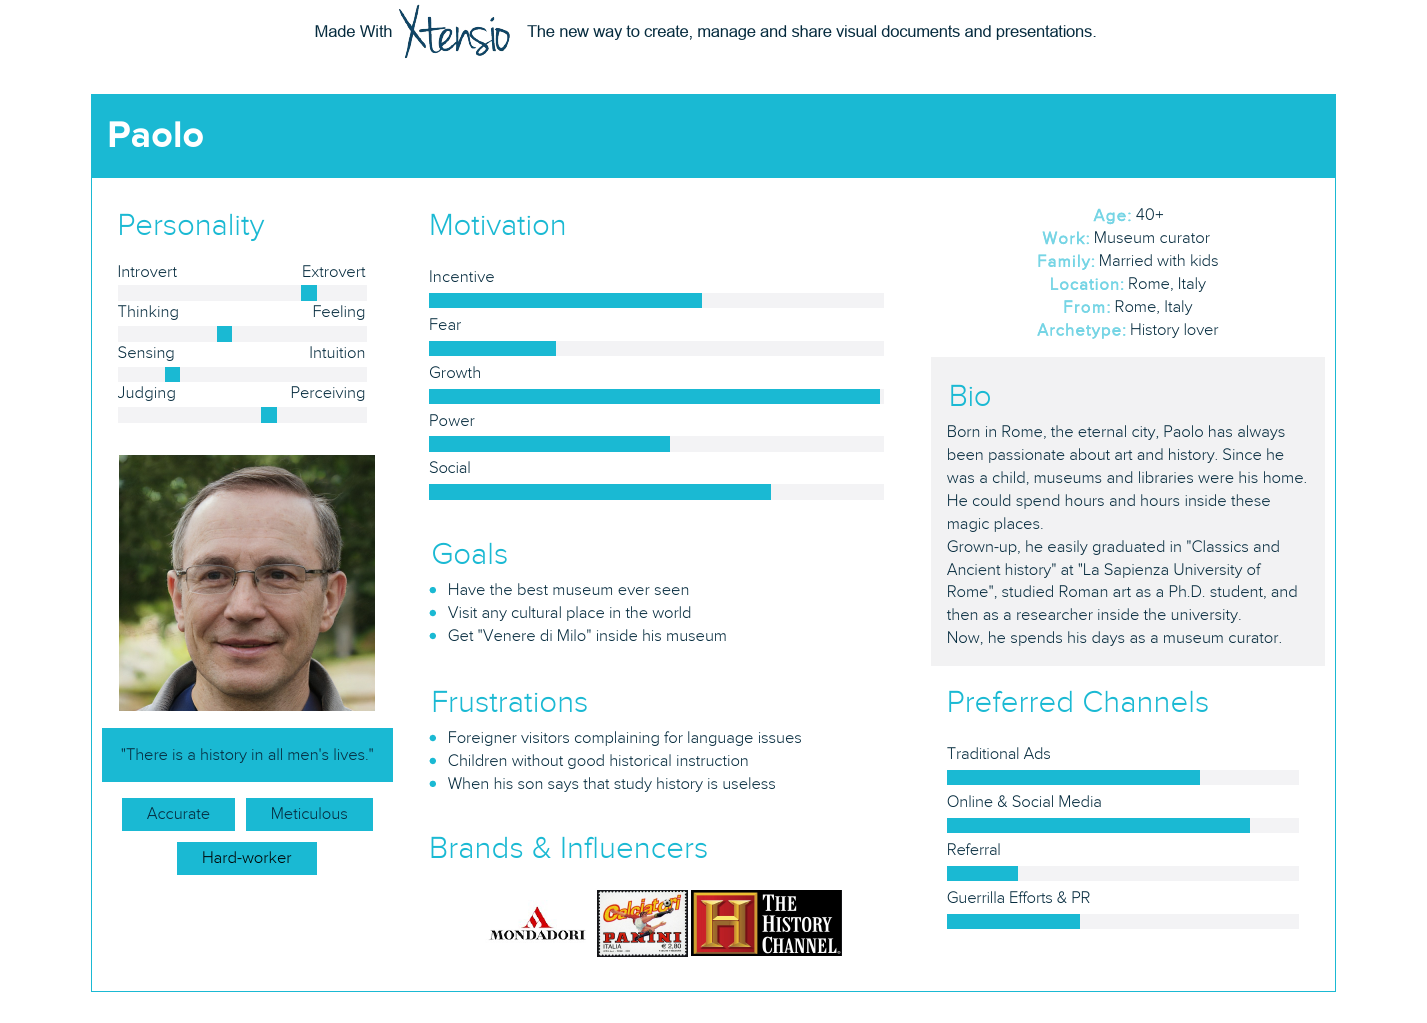 Made With Xtensio The new way to create, manage and share visual documents and presentations.
Paolo
Personality
Introvert Extrovert
Thinking Feeling
Sensing Intuition
Judging Perceiving
"There is a history in all men's lives."
Accurate Meticulous
Hard-worker
Motivation
Incentive
Fear
Growth
Power
Social
Goals
Have the best museum ever seen
Visit any cultural place in the world
Get "Venere di Milo" inside his museum
Frustrations
Foreigner visitors complaining for language issues
Children without good historical instruction
When his son says that study history is useless
Brands & Influencers
MONDADORI
Calciatori
PANINI
ITALIA € 2,80
H THE
HISTORY
CHANNEL
Age: 40+
Work: Museum curator
Family: Married with kids
Location: Rome, Italy
From: Rome, Italy
Archetype: History lover
Bio
Born in Rome, the eternal city, Paolo has always
been passionate about art and history. Since he
was a child, museums and libraries were his home.
He could spend hours and hours inside these
magic places.
Grown-up, he easily graduated in "Classics and
Ancient history" at "La Sapienza University of
Rome", studied Roman art as a Ph.D. student, and
then as a researcher inside the university.
Now, he spends his days as a museum curator.
Preferred Channels
Traditional Ads
Online & Social Media
Referral
Guerrilla Efforts & PR